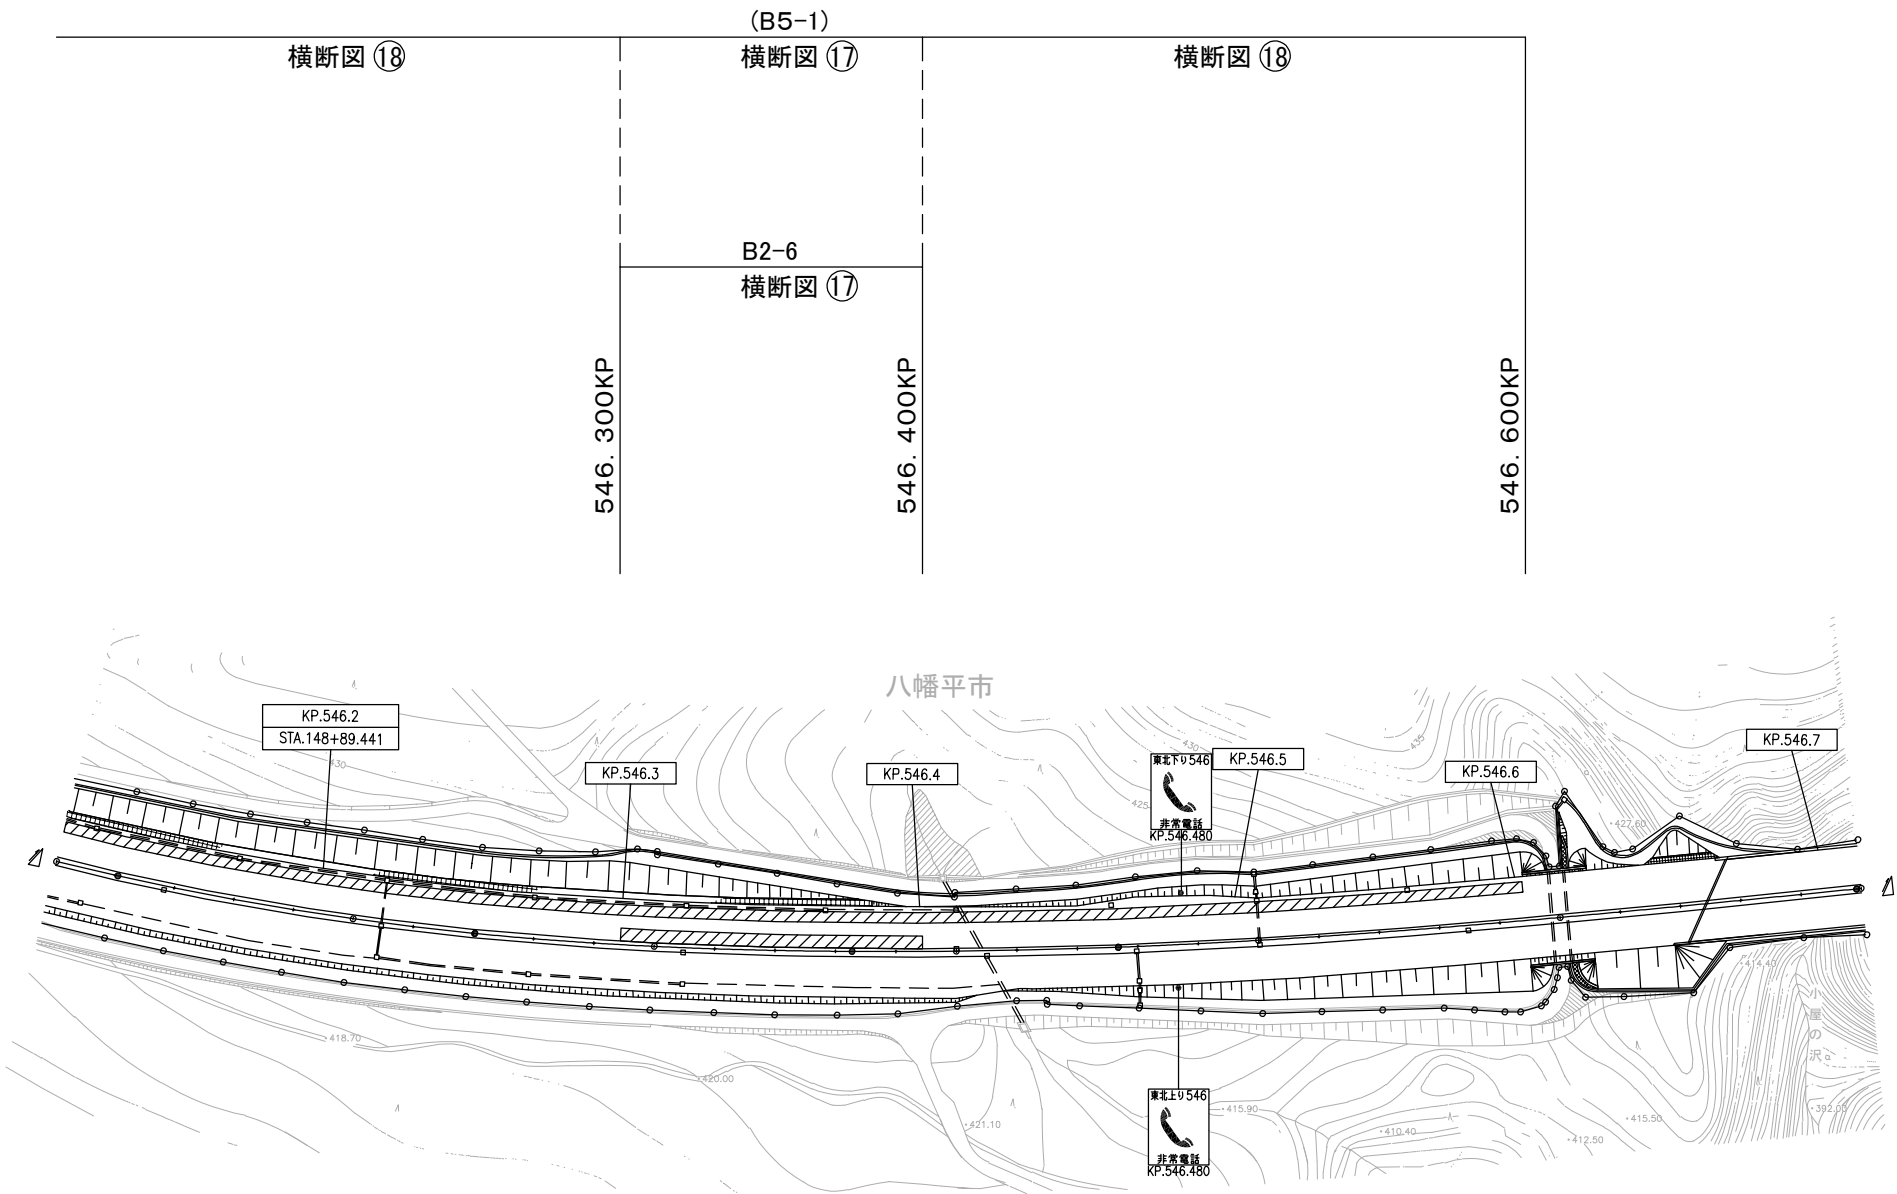 (B5-1)
横断図 ⑱
横断図 ⑰
横断図 ⑱
B2-6
横断図 ⑰
546. 300KP
546. 400KP
546. 600KP
八幡平市
KP.546.2
STA.148+89.441
KP.546.3
KP.546.4
東北下り546
非常電話
KP.546.480
KP.546.5
KP.546.6
KP.546.7
430
430
435
425
427.60
414.40
小屋の沢
418.70
420.00
421.10
東北上り546
非常電話
KP.546.480
415.90
410.40
412.50
415.50